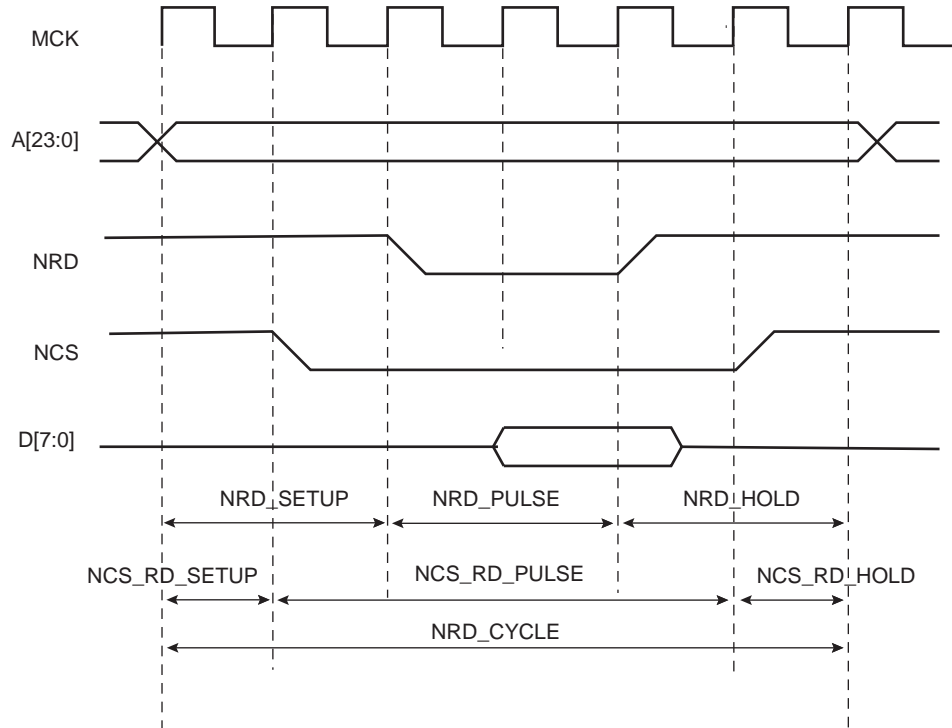 MCK
A[23:0]
NRD
NCS
D[7:0]
NRD_SETUP NRD_PULSE NRD_HOLD
NCS_RD_SETUP NCS_RD_PULSE NCS_RD_HOLD
NRD_CYCLE